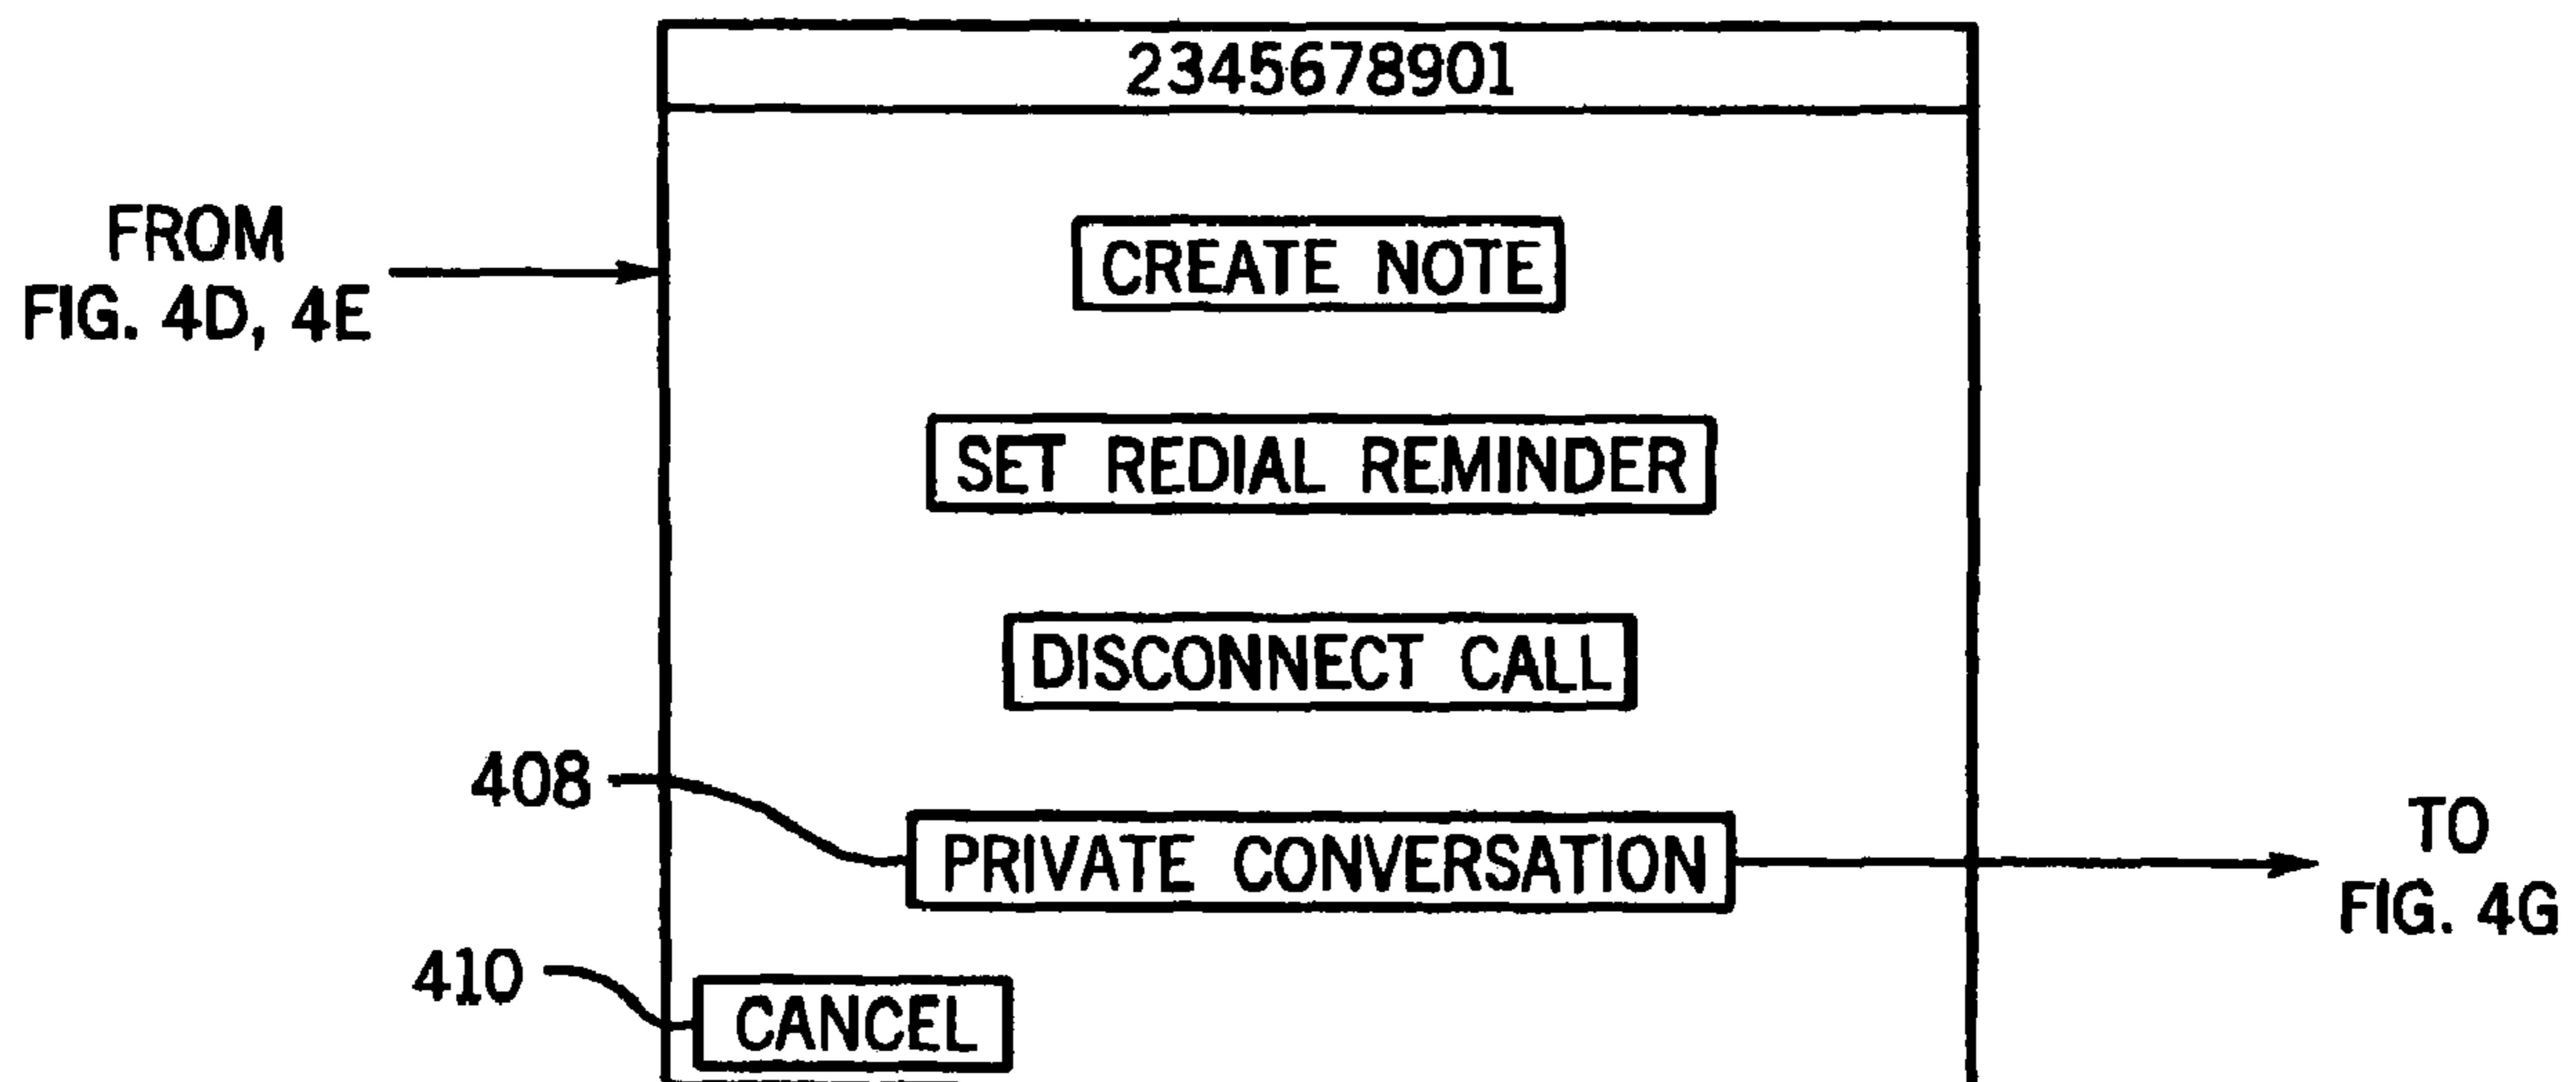 2345678901
FROM
FIG. 4D, 4E
CREATE NOTE
SET REDIAL REMINDER
DISCONNECT CALL
408
PRIVATE CONVERSATION
TO
FIG. 4G
410
CANCEL